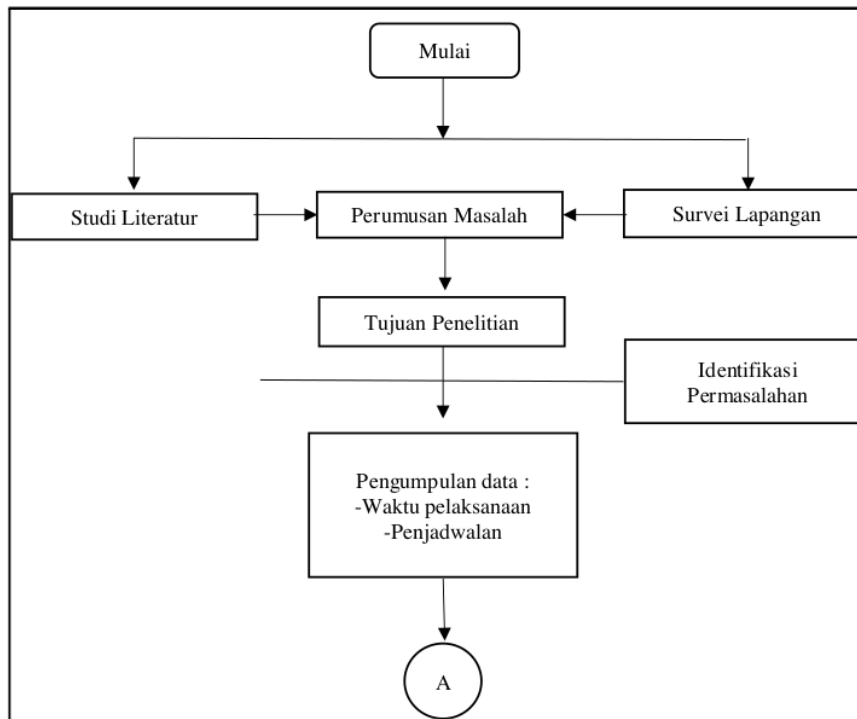 Mulai
Studi Literatur
Perumusan Masalah
Survei Lapangan
Tujuan Penelitian
Identifikasi
Permasalahan
Pengumpulan data :
-Waktu pelaksanaan
-Penjadwalan
A